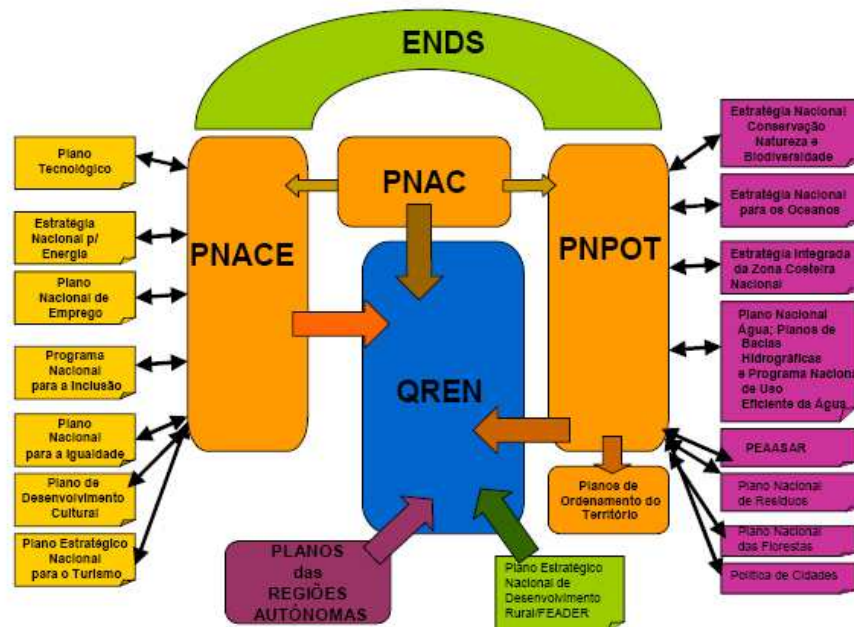 ENDS
Plano
Tecnológico
Estratégia
Nacional p/
Energia
Plano
Nacional de
Emprego
Programa
Nacional
para a Inclusão
Plano
Nacional
para a Igualdade
Plano de
Desenvolvimento
Cultural
Plano Estratégico
Nacional
para o Turismo
PNACE
PNAC
QREN
PNPOT
Planos de
Ordenamento do
Território
PLANOS
das
REGIÕES
AUTÓNOMAS
Plano Estratégico
Nacional de
Desenvolvimento
Rural/FEADER
Estratégia Nacional
Conservação
Natureza e
Biodiversidade
Estratégia Nacional
para os Oceanos
Estratégia Integrada
da Zona Costeira
Nacional
Plano Nacional
Água; Planos de
Bacias
Hidrográficas
e Programa Naciona
de Uso
Eficiente da Água
PEAASAR
Plano Nacional
de Resíduos
Plano Nacional
das Florestas
Política de Cidades